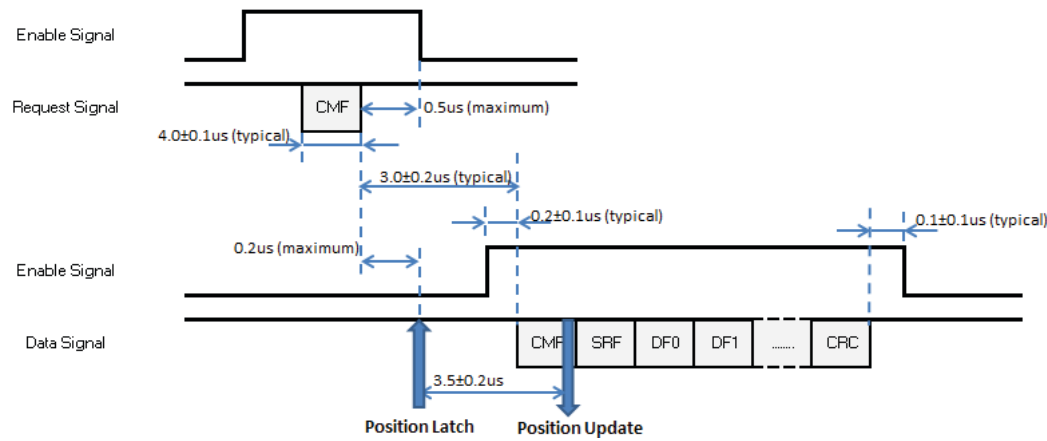 Enable Signal
Request Signal
CMF
0.5us (maximum)
4.0±0.1us (typical)
3.0±0.2us (typical)
0.2±0.1us (typical)
0.1±0.1us (typical)
0.2us (maximum)
Enable Signal
Data Signal
CMF SRF DF0 DF1 ........ CRC
3.5±0.2us
Position Latch Position Update